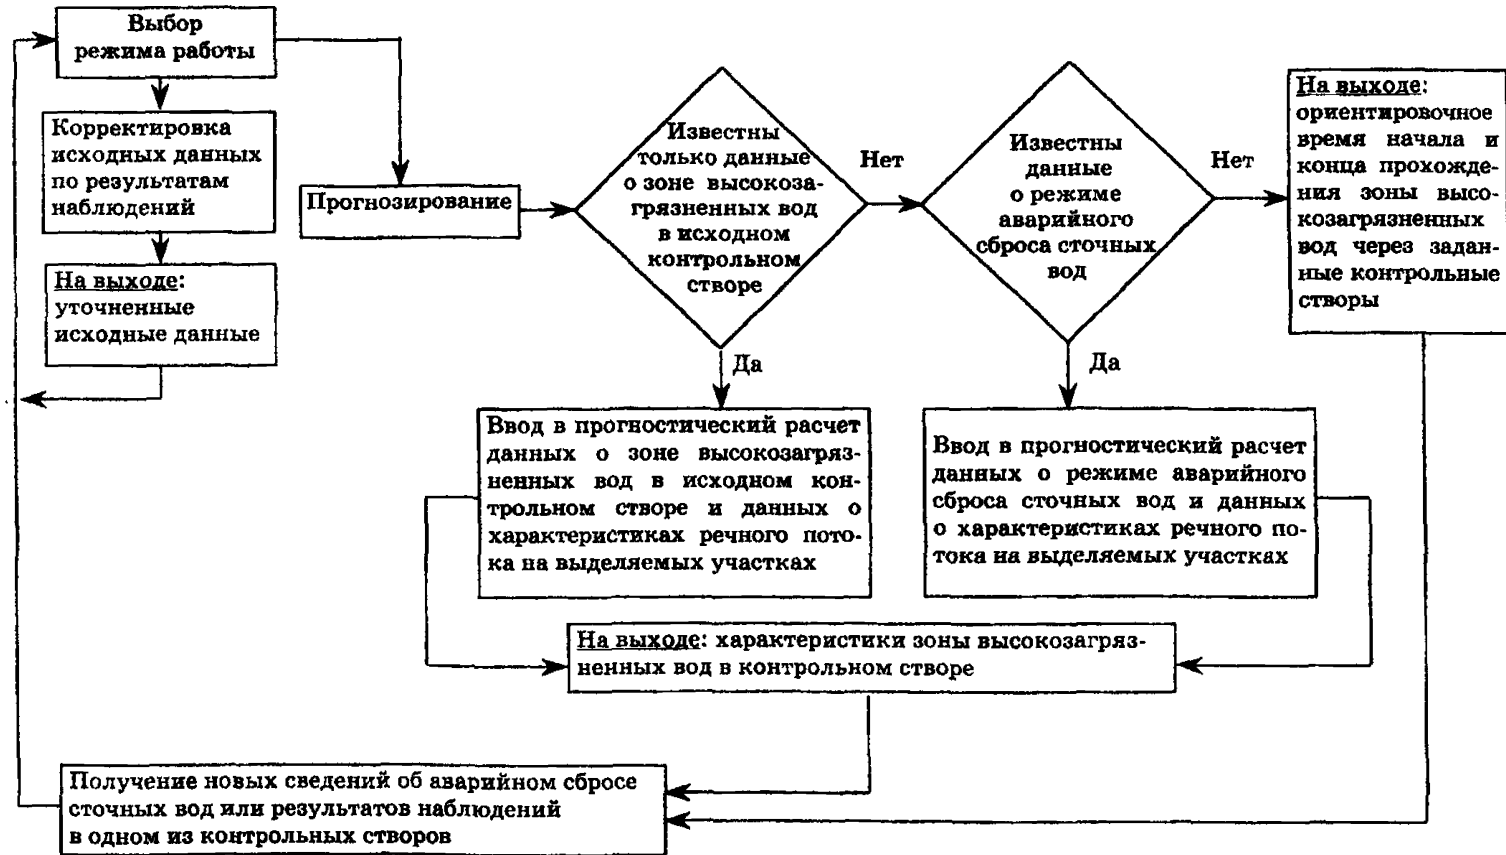 Выбор
режима работы
Корректировка
исходных данных
по результатам
наблюдений
На выходе:
уточненные
исходные данные
Прогнозирование
Известны
только данные
о зоне высокоза-
грязненных вод
в исходном
контрольном
створе
Нет
Да
Известны
данные
о режиме
аварийного
сброса сточных
вод
Нет
Да
На выходе:
ориентировочное
время начала и
конца прохожде-
ния зоны высо-
козагрязненных
вод через задан-
ные контрольные
створы
Ввод в прогностический расчет
данных о зоне высокозагряз-
ненных вод в исходном кон-
трольном створе и данных о
характеристиках речного пото-
ка на выделяемых участках
Ввод в прогностический расчет
данных о режиме аварийного
сброса сточных вод и данных
о характеристиках речного по-
тока на выделяемых участках
На выходе: характеристики зоны высокозагряз-
ненных вод в контрольном створе
Получение новых сведений об аварийном сбросе
сточных вод или результатов наблюдений
в одном из контрольных створов